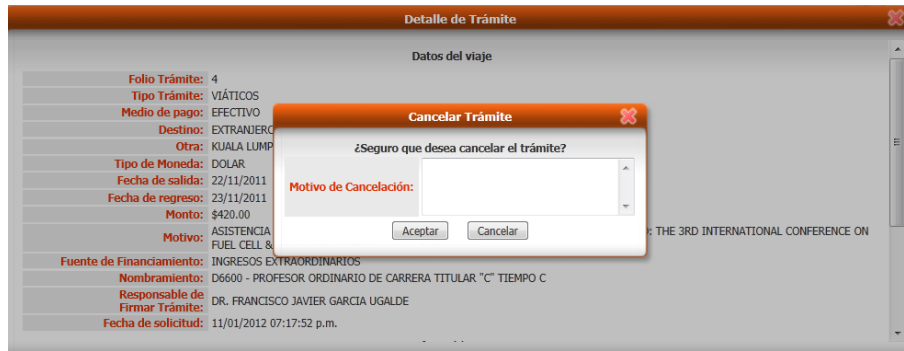 Detalle de Trámite
Datos del viaje
Folio Trámite: 4
Tipo Trámite: VIÁTICOS
Medio de pago: EFECTIVO
Destino: EXTRANJERO
Otra: KUALA LUMP
Tipo de Moneda: DOLAR
Fecha de salida: 22/11/2011
Fecha de regreso: 23/11/2011
Monto: $420.00
Motivo: ASISTENCIA : THE 3RD INTERNATIONAL CONFERENCE ON
FUEL CELL &
Fuente de Financiamiento: INGRESOS EXTRAORDINARIOS
Nombramiento: D6600 - PROFESOR ORDINARIO DE CARRERA TITULAR "C" TIEMPO C
Responsable de
Firmar Trámite: DR. FRANCISCO JAVIER GARCIA UGALDE
Fecha de solicitud: 11/01/2012 07:17:52 p.m.
Cancelar Trámite
¿Seguro que desea cancelar el trámite?
Motivo de Cancelación:
Aceptar Cancelar